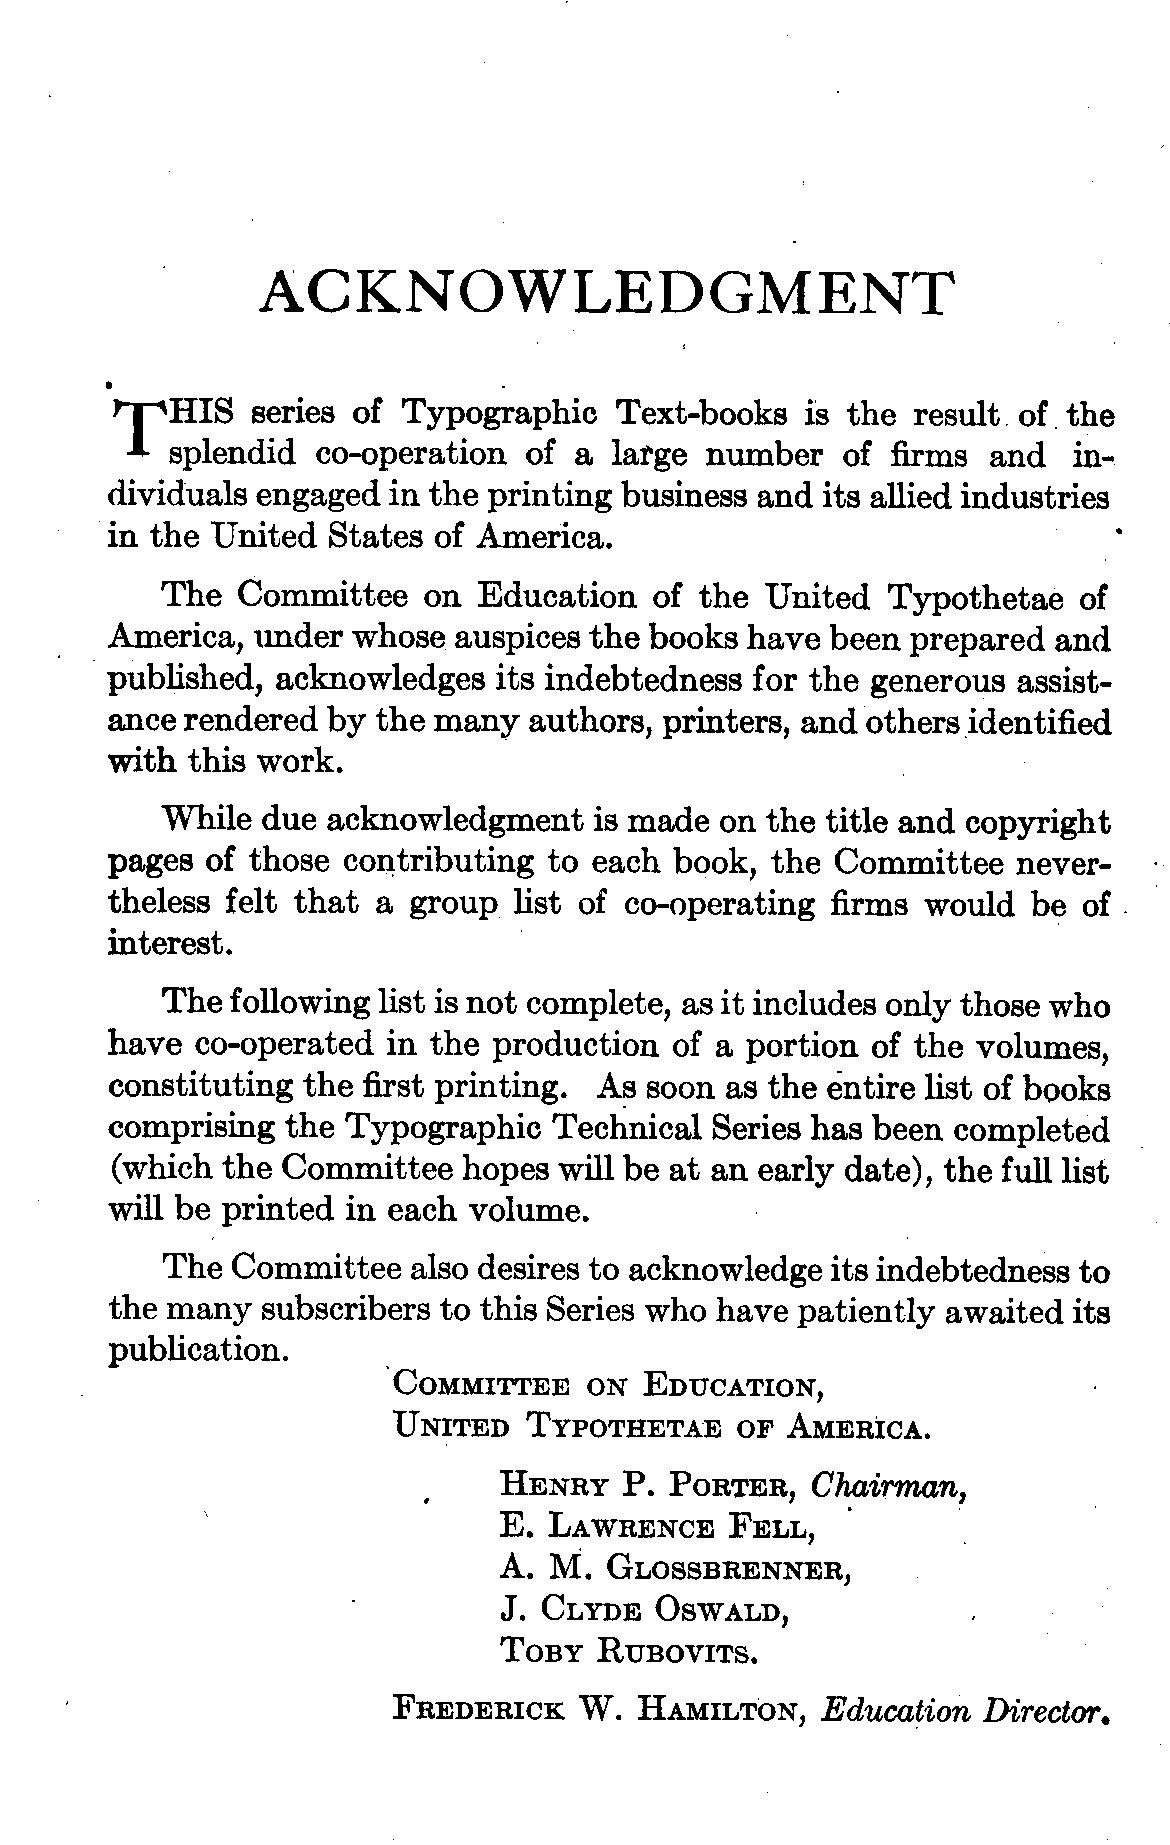 ACKNOWLEDGMENT
THIS series of Typographic Text-books is the result of the
splendid co-operation of a large number of firms and in-
dividuals engaged in the printing business and its allied industries
in the United States of America.
The Committee on Education of the United Typothetae of
America, under whose auspices the books have been prepared and
published, acknowledges its indebtedness for the generous assist-
ance rendered by the many authors, printers, and others identified
with this work.
While due acknowledgment is made on the title and copyright
pages of those contributing to each book, the Committee never-
theless felt that a group list of co-operating firms would be of
interest.
The following list is not complete, as it includes only those who
have co-operated in the production of a portion of the volumes,
constituting the first printing. As soon as the entire list of books
comprising the Typographic Technical Series has been completed
(which the Committee hopes will be at an early date), the full list
will be printed in each volume.
The Committee also desires to acknowledge its indebtedness to
the many subscribers to this Series who have patiently awaited its
publication.
COMMITTEE ON EDUCATION,
UNITED TYPOTHETAE OF AMERICA.
HENRY P. PORTER, Chairman,
E. LAWRENCE FELL,
A. M. GLOSSBRENNER,
J. CLYDE OSWALD,
TOBY RUBOVITS.
FREDERICK W. HAMILTON, Education Director.